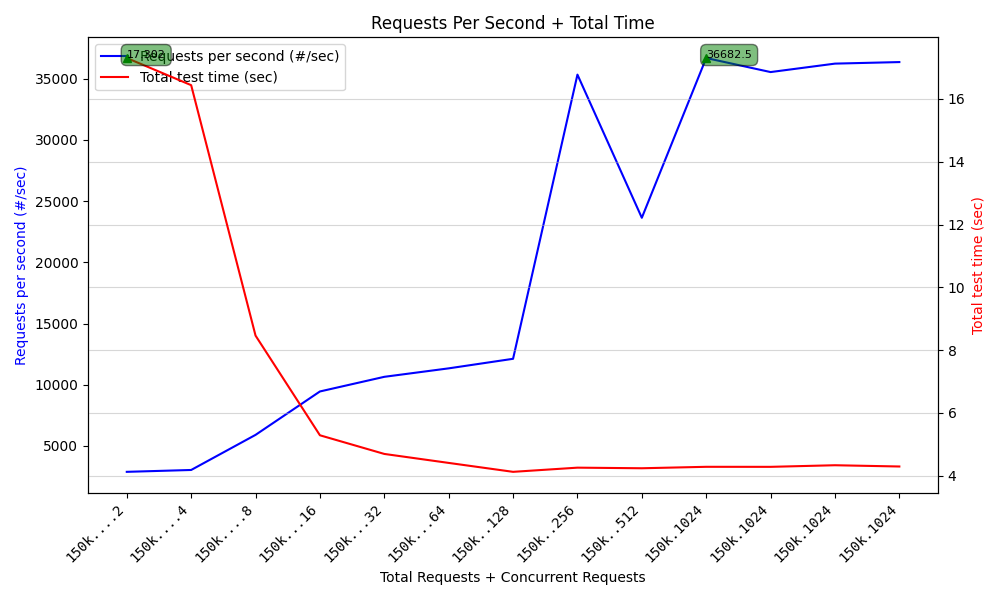 Requests Per Second + Total Time
17.302
Requests per second (#/sec)
Total test time (sec)
36682.5
35000
30000
25000
20000
15000
10000
5000
Requests per second (#/sec)
16
14
12
10
8
6
4
Total test time (sec)
150k....2
150k....4
150k....8
150k...16
150k...32
150k...64
150k..128
150k..256
150k..512
150k.1024
150k.1024
150k.1024
150k.1024
Total Requests + Concurrent Requests